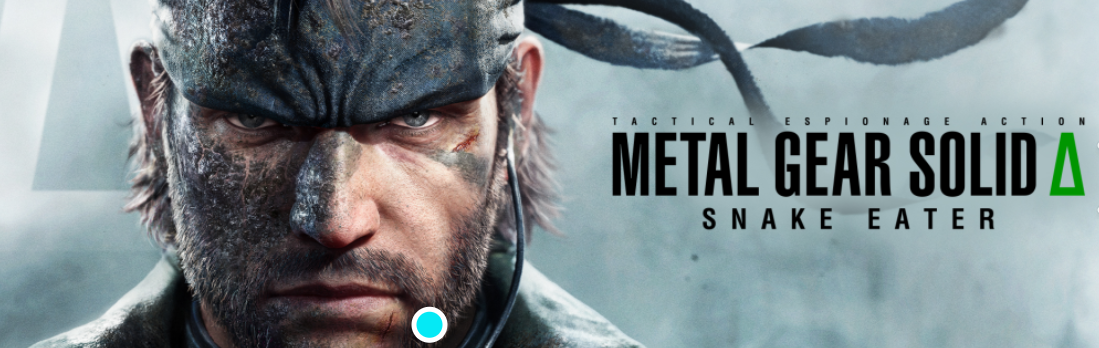 TACTICAL ESPIONAGE ACTION
METAL GEAR SOLID Δ
SNAKE EATER